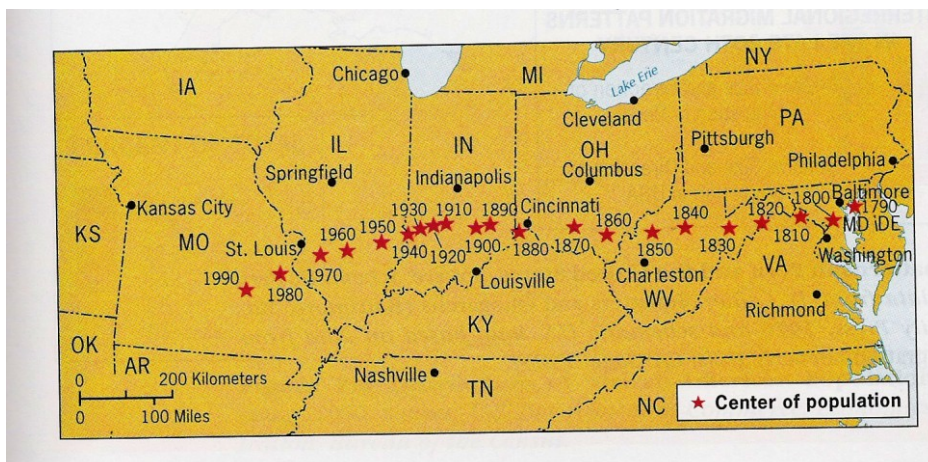 INTERREGIONAL MIGRATION PATTERNS
NY
MI
Chicago
Lake Erie
IA
Cleveland
PA
IL
IN
OH
Pittsburgh
Philadelphia
Springfield
Indianapolis
Columbus
Kansas City
1930
1910
1890
Cincinnati
1860
1840
1820
1800
Baltimore
1790
KS
MO
St. Louis
1960
1950
1940
1920
1900
1880
1870
1850
1830
1810
MD
DE
Washington
1990
1980
1970
Louisville
Charleston
WV
VA
Richmond
KY
OK
AR
0
200 Kilometers
0
100 Miles
Nashville
TN
NC
Center of population